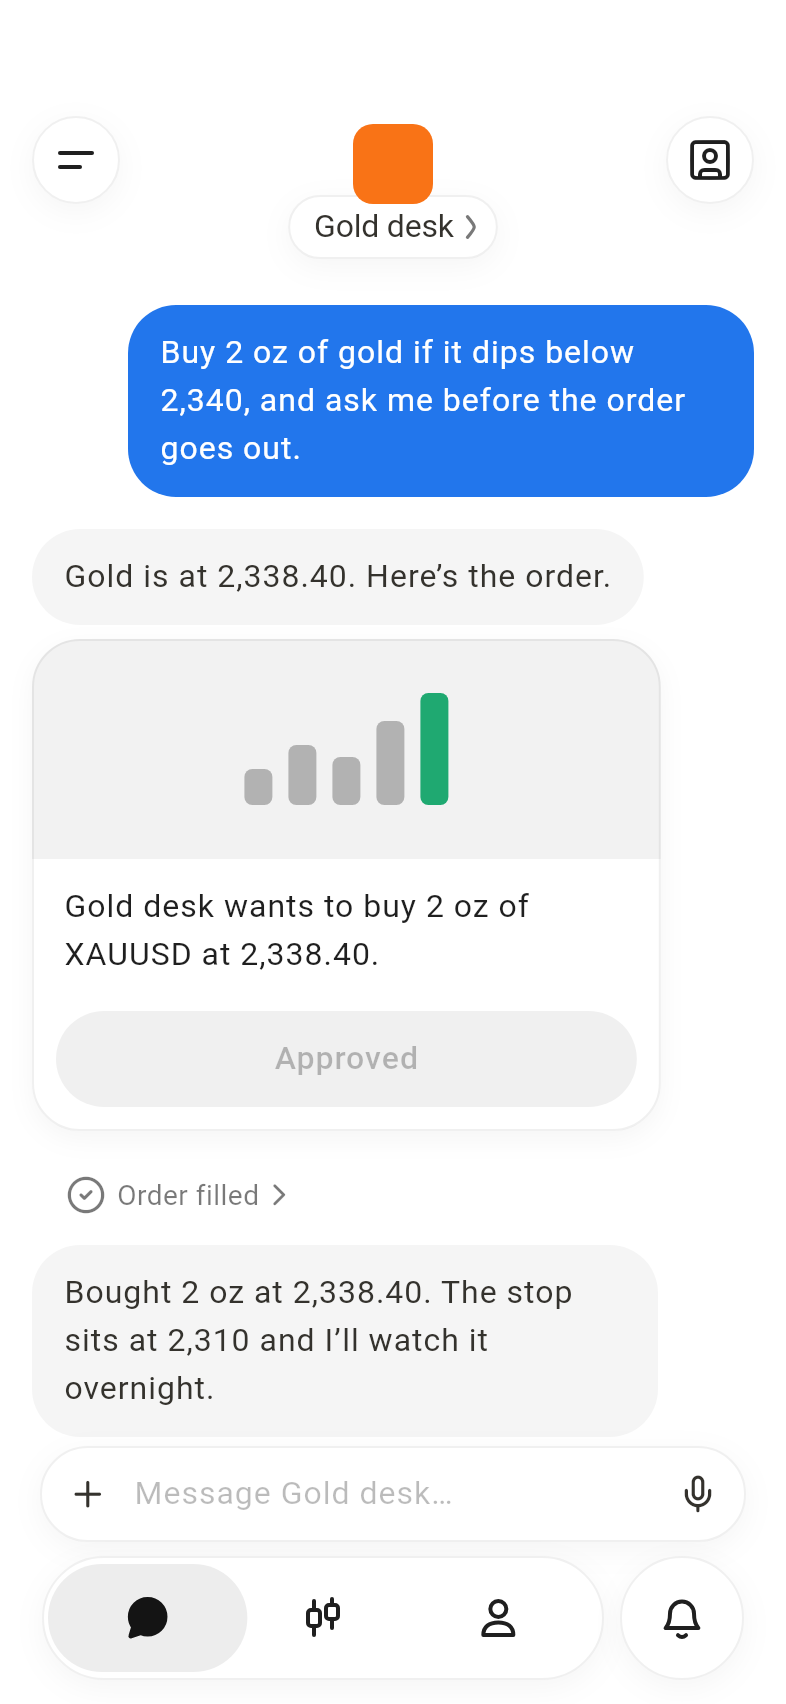 Gold desk
Buy 2 oz of gold if it dips below
2,340, and ask me before the order
goes out.
Gold is at 2,338.40. Here’s the order.
Gold desk wants to buy 2 oz of
XAUUSD at 2,338.40.
Approved
Order filled
Bought 2 oz at 2,338.40. The stop
sits at 2,310 and I’ll watch it
overnight.
Message Gold desk…